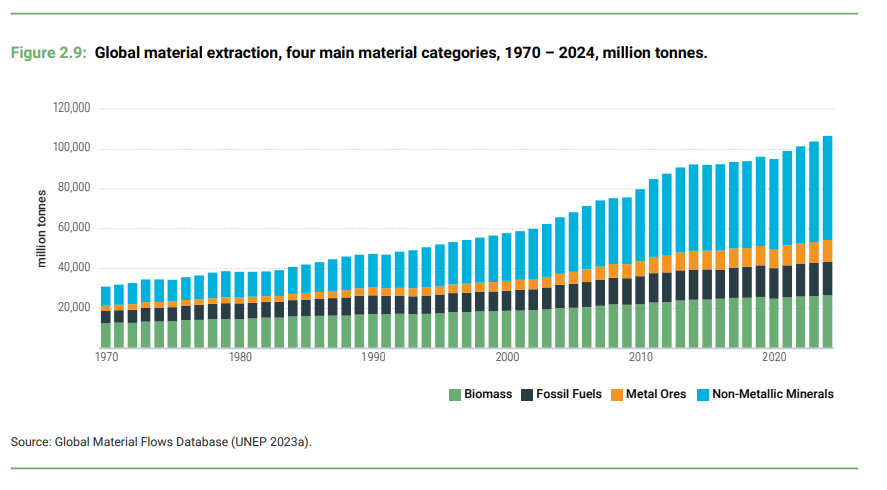 Figure 2.9: Global material extraction, four main material categories, 1970 – 2024, million tonnes.
120,000
100,000
80,000
60,000
40,000
20,000
million tonnes
1970 1980 1990 2000 2010 2020
Biomass Fossil Fuels Metal Ores Non-Metallic Minerals
Source: Global Material Flows Database (UNEP 2023a).